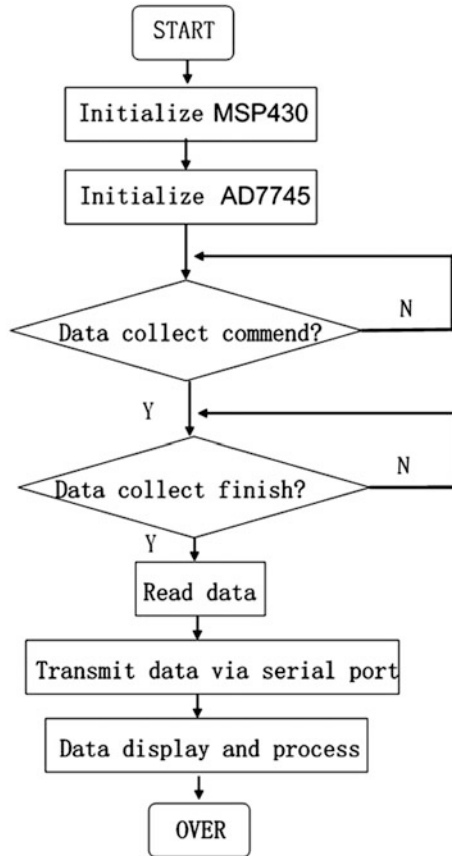 START
Initialize MSP430
Initialize AD7745
N
Data collect commend?
Y
N
Data collect finish?
Y
Read data
Transmit data via serial port
Data display and process
OVER